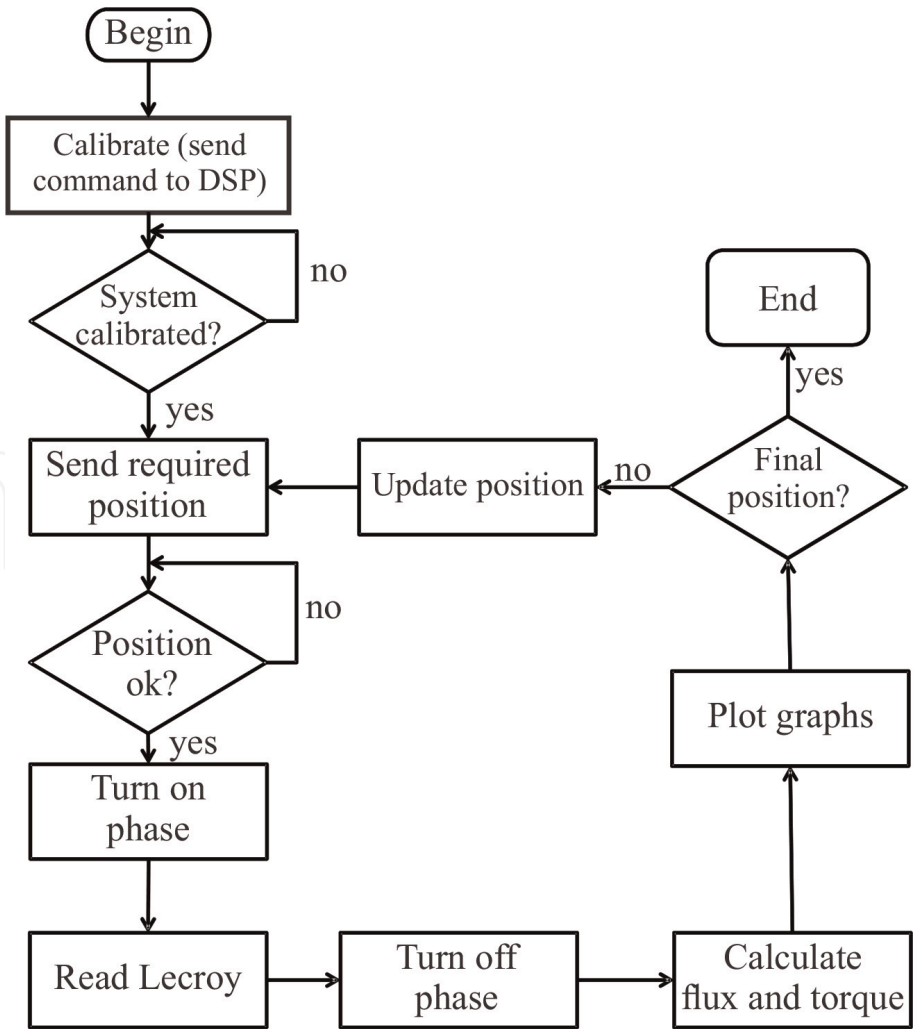 Begin
Calibrate (send
command to DSP)
no
System
calibrated?
yes
Send required
position
no
Position
ok?
yes
Turn on
phase
Read Lecroy
Turn off
phase
Calculate
flux and torque
Plot graphs
Final
position?
no
Update position
yes
End